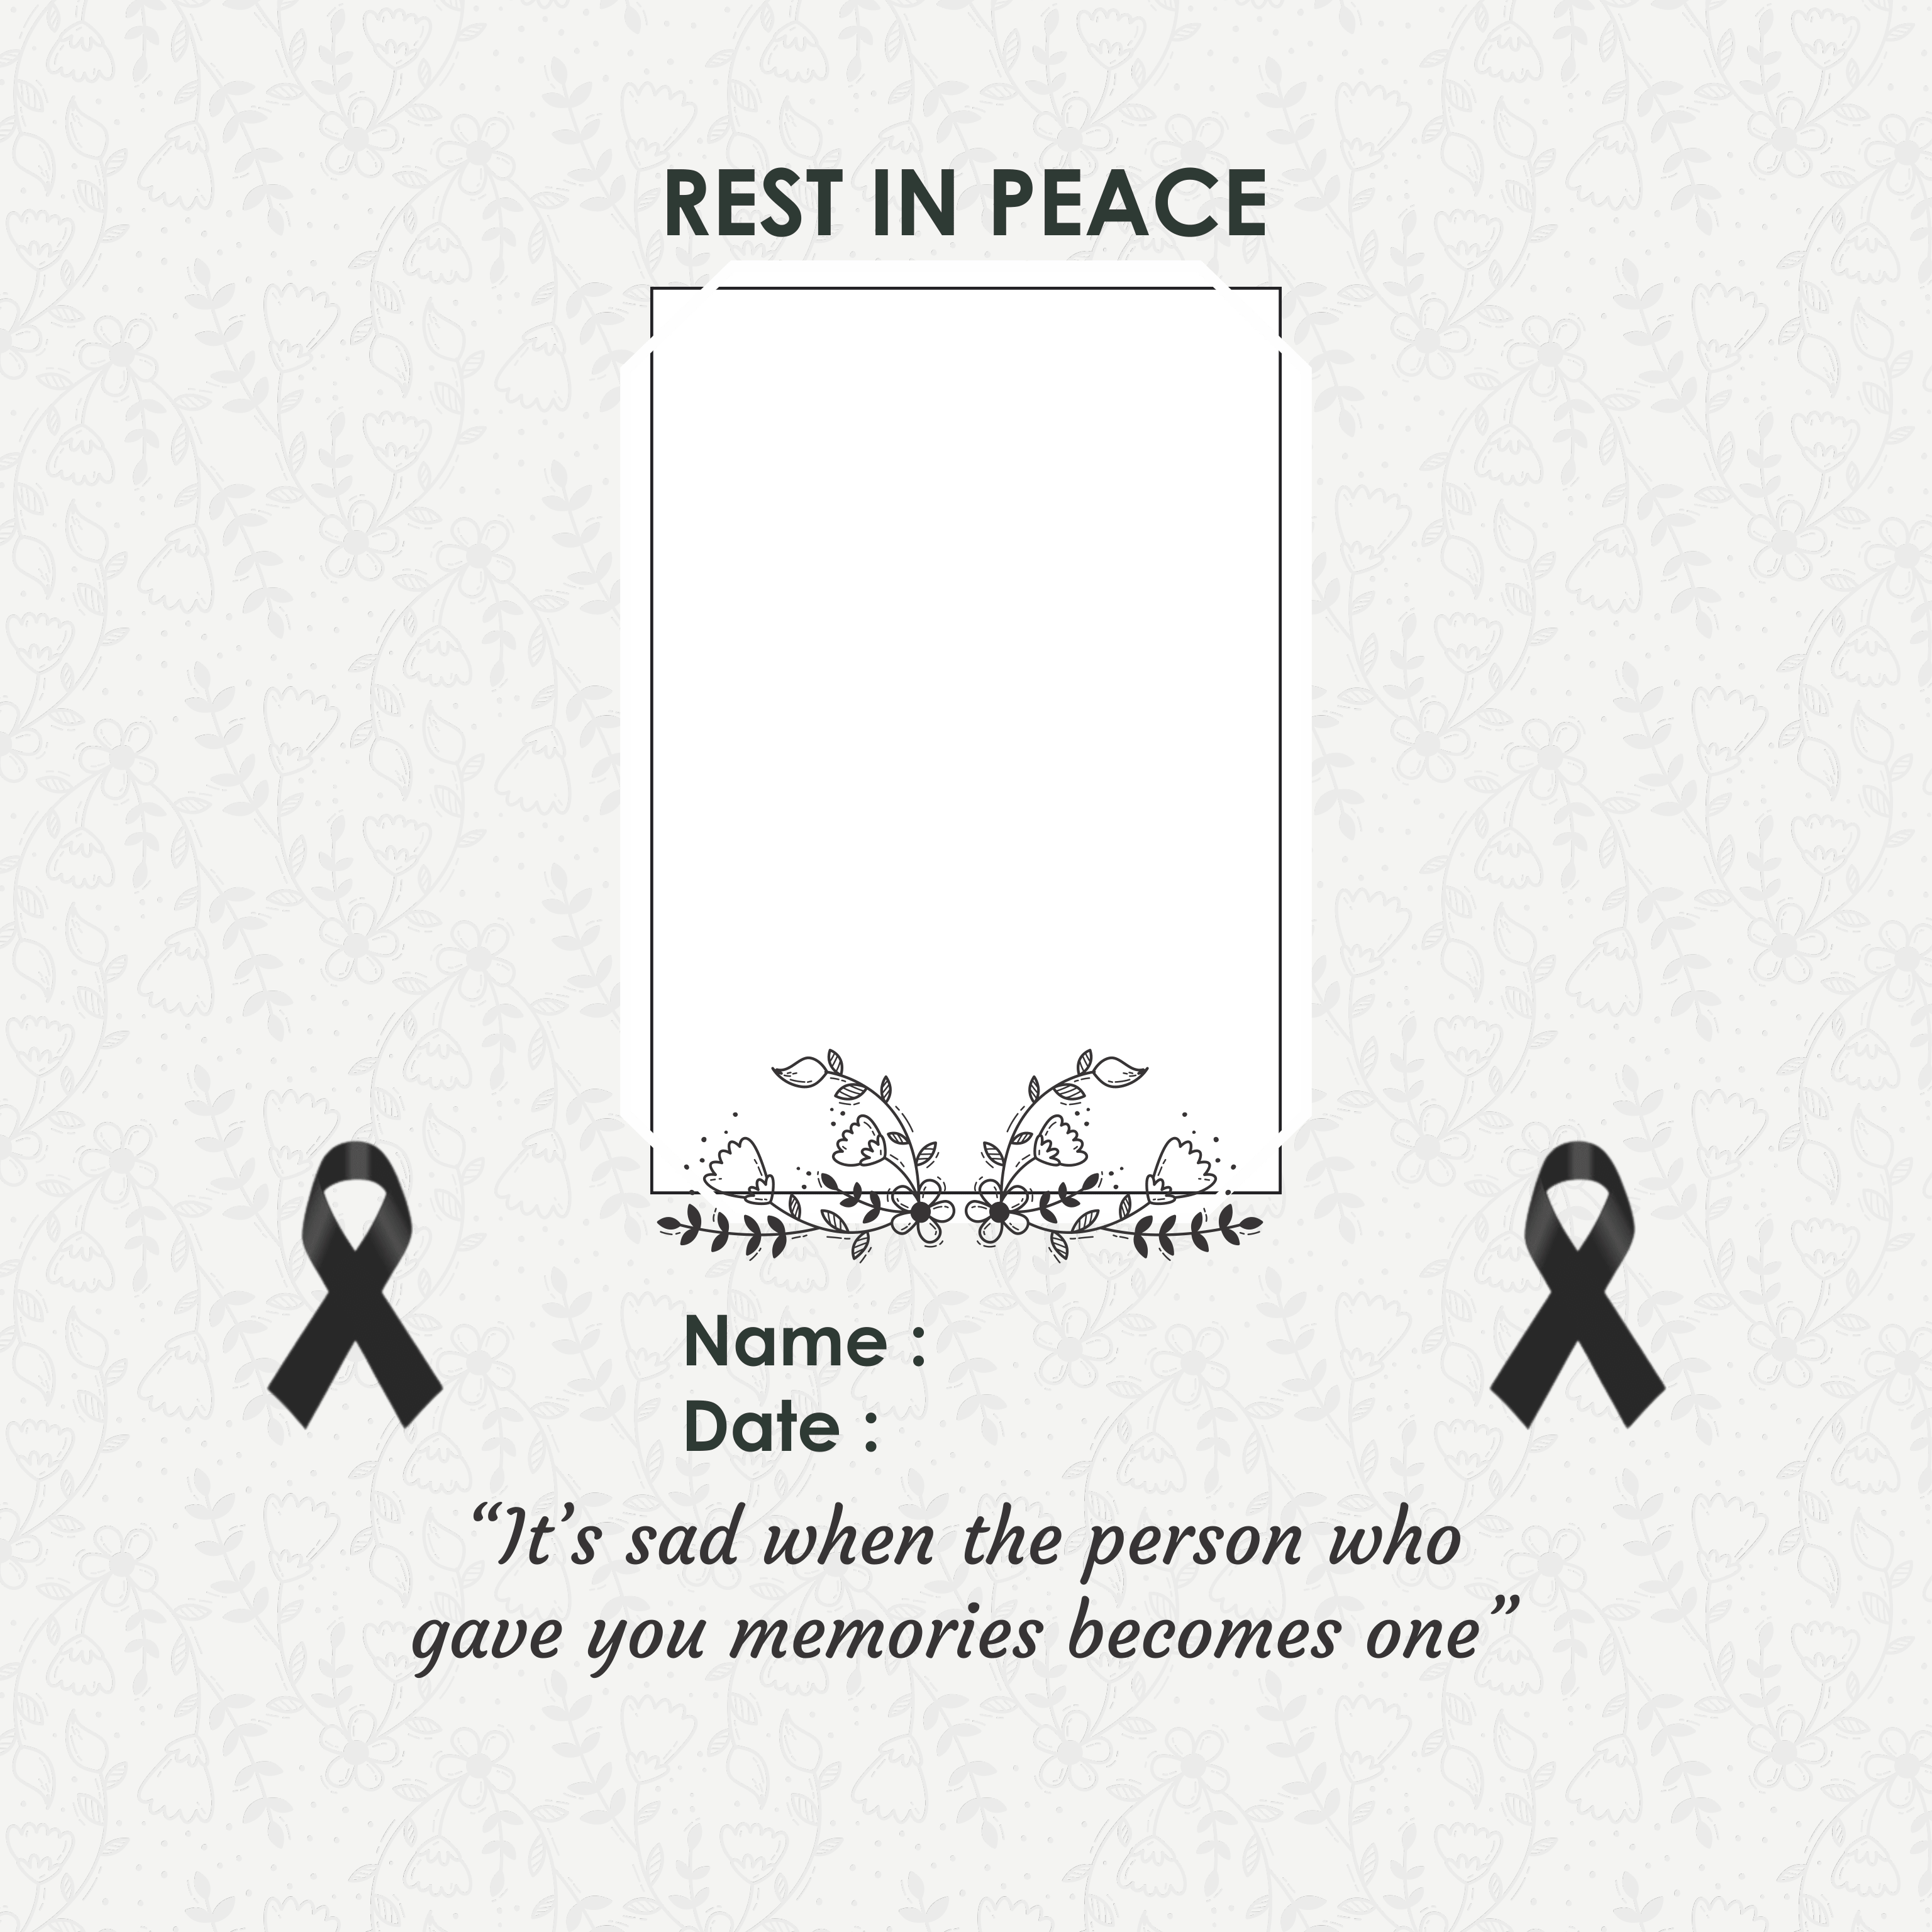 REST IN PEACE
Name :
Date :
“It’s sad when the person who
gave you memories becomes one”